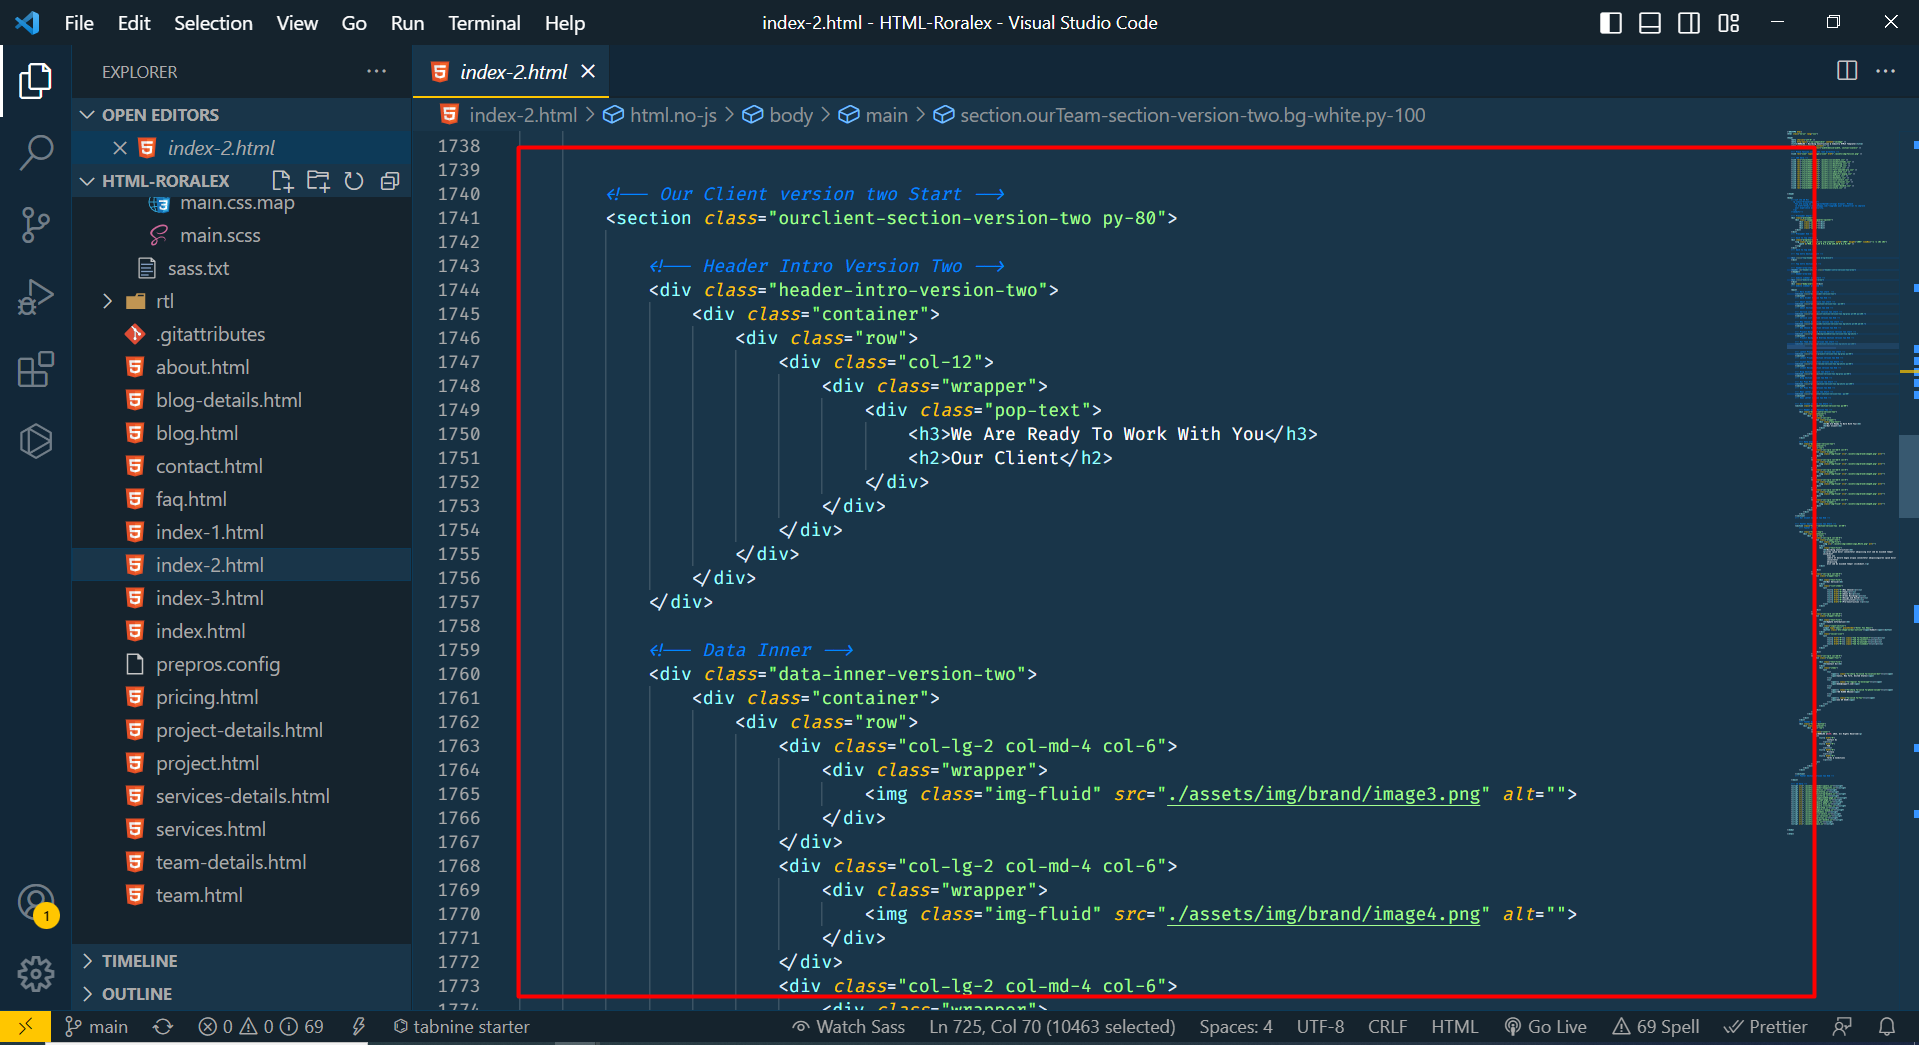 File Edit Selection View Go Run Terminal Help
index-2.html - HTML-Roralex - Visual Studio Code
EXPLORER
OPEN EDITORS
index-2.html
HTML-RORALEX
main.css.map
main.scss
sass.txt
rtl
.gitattributes
about.html
blog-details.html
blog.html
contact.html
faq.html
index-1.html
index-2.html
index-3.html
index.html
prepros.config
pricing.html
project-details.html
project.html
services-details.html
services.html
team-details.html
team.html
TIMELINE
OUTLINE
1
index-2.html
index-2.html > html.no-js > body > main > section.ourTeam-section-version-two.bg-white.py-100
1738
1739
1740 <!-- Our Client version two Start -->
1741 <section class="ourclient-section-version-two py-80">
1742
1743 <!-- Header Intro Version Two -->
1744 <div class="header-intro-version-two">
1745 <div class="container">
1746 <div class="row">
1747 <div class="col-12">
1748 <div class="wrapper">
1749 <div class="pop-text">
1750 <h3>We Are Ready To Work With You</h3>
1751 <h2>Our Client</h2>
1752 </div>
1753 </div>
1754 </div>
1755 </div>
1756 </div>
1757 </div>
1758
1759 <!-- Data Inner -->
1760 <div class="data-inner-version-two">
1761 <div class="container">
1762 <div class="row">
1763 <div class="col-lg-2 col-md-4 col-6">
1764 <div class="wrapper">
1765 <img class="img-fluid" src="./assets/img/brand/image3.png" alt="">
1766 </div>
1767 </div>
1768 <div class="col-lg-2 col-md-4 col-6">
1769 <div class="wrapper">
1770 <img class="img-fluid" src="./assets/img/brand/image4.png" alt="">
1771 </div>
1772 </div>
1773 <div class="col-lg-2 col-md-4 col-6">
1774 <div class="wrapper">
main 0 0 69 tabnine starter Watch Sass Ln 725, Col 70 (10463 selected) Spaces: 4 UTF-8 CRLF HTML Go Live 69 Spell Prettier